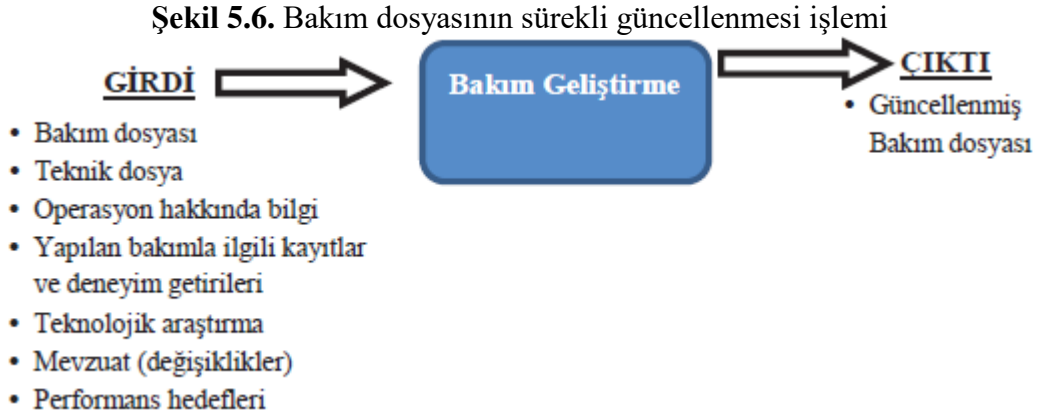 Şekil 5.6. Bakım dosyasının sürekli güncellenmesi işlemi
GİRDİ
• Bakım dosyası
• Teknik dosya
• Operasyon hakkında bilgi
• Yapılan bakımla ilgili kayıtlar
ve deneyim getirileri
• Teknolojik araştırma
• Mevzuat (değişiklikler)
• Performans hedefleri
Bakım Geliştirme
ÇIKTI
• Güncellenmiş
Bakım dosyası